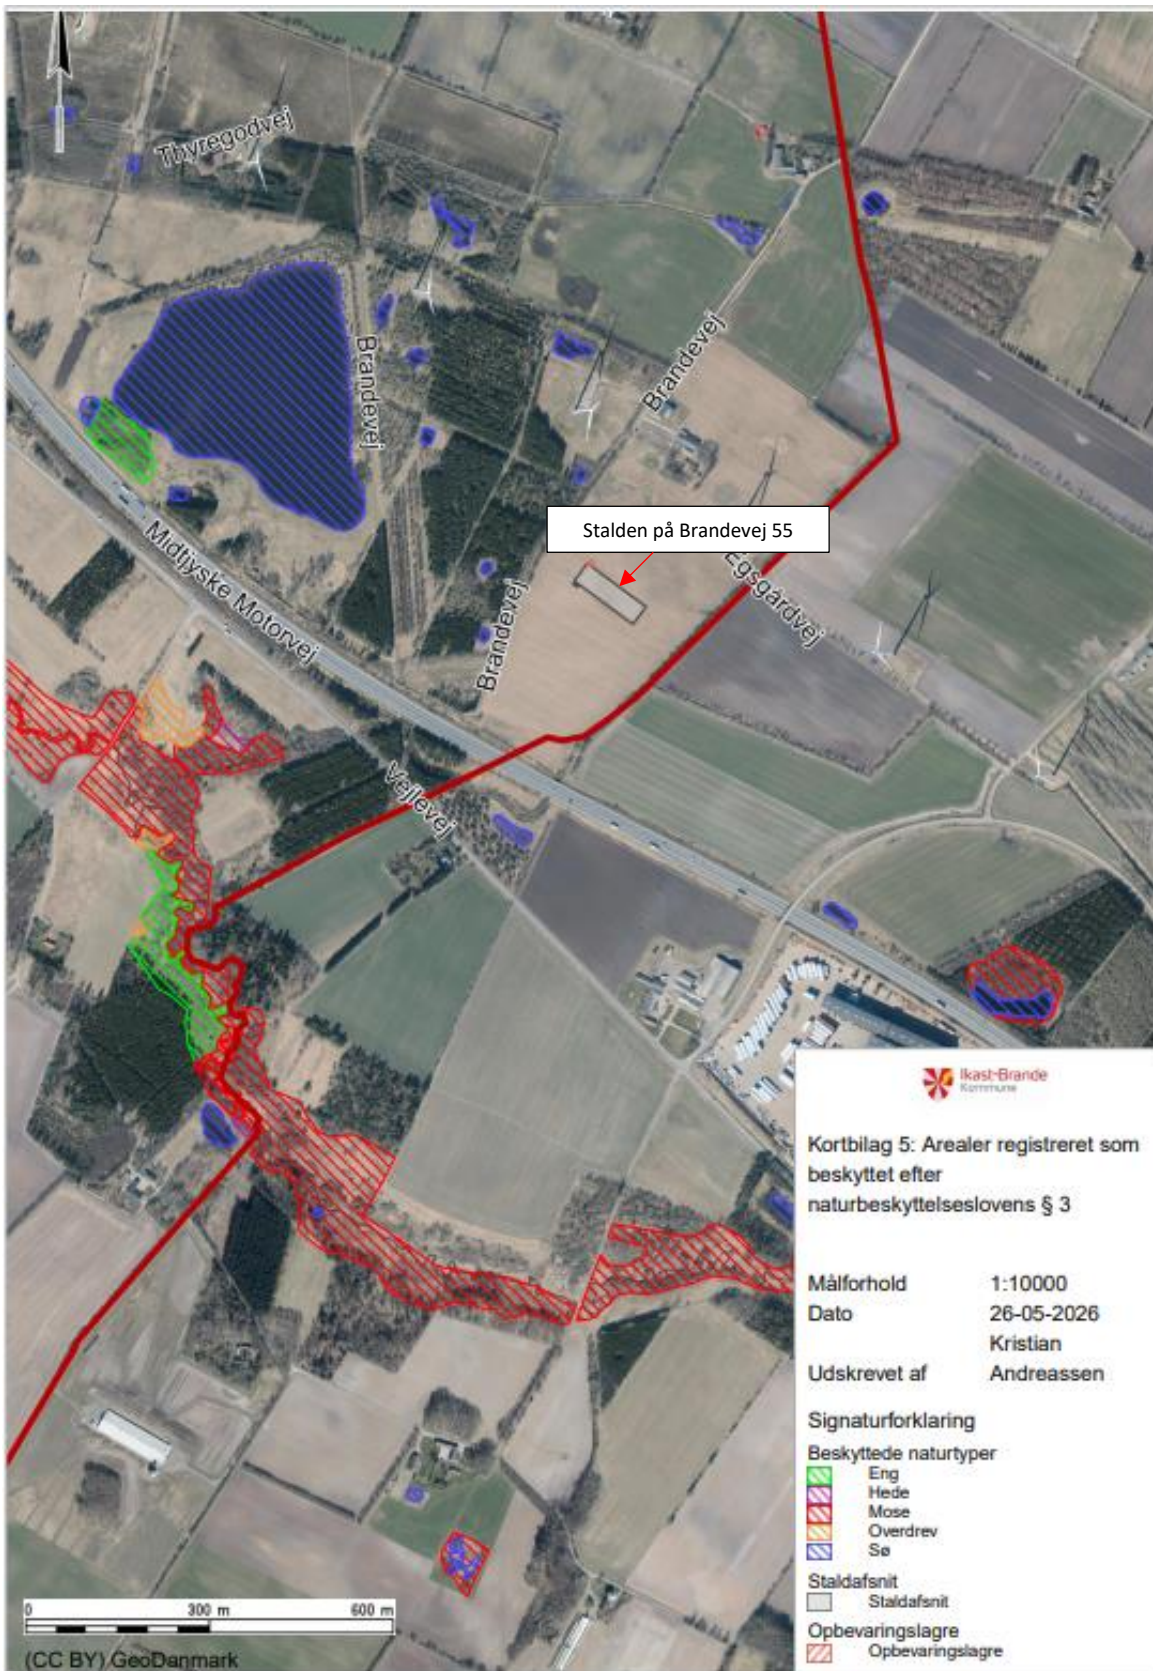 Thyregodvej
Brandevej
Brandevej
Stalden på Brandevej 55
Egsgårdvej
Midtjyske Motorvej
Brandevej
Vejlevej
Ikast-Brande
Kommune
Kortbilag 5: Arealer registreret som
beskyttet efter
naturbeskyttelseslovens § 3
Målforhold 1:10000
Dato 26-05-2026
Kristian
Udskrevet af Andreassen
Signaturforklaring
Beskyttede naturtyper
Eng
Hede
Mose
Overdrev
Sø
Staldafsnit
Staldafsnit
Opbevaringslagre
Opbevaringslagre
0 300 m 600 m
(CC BY) GeoDanmark